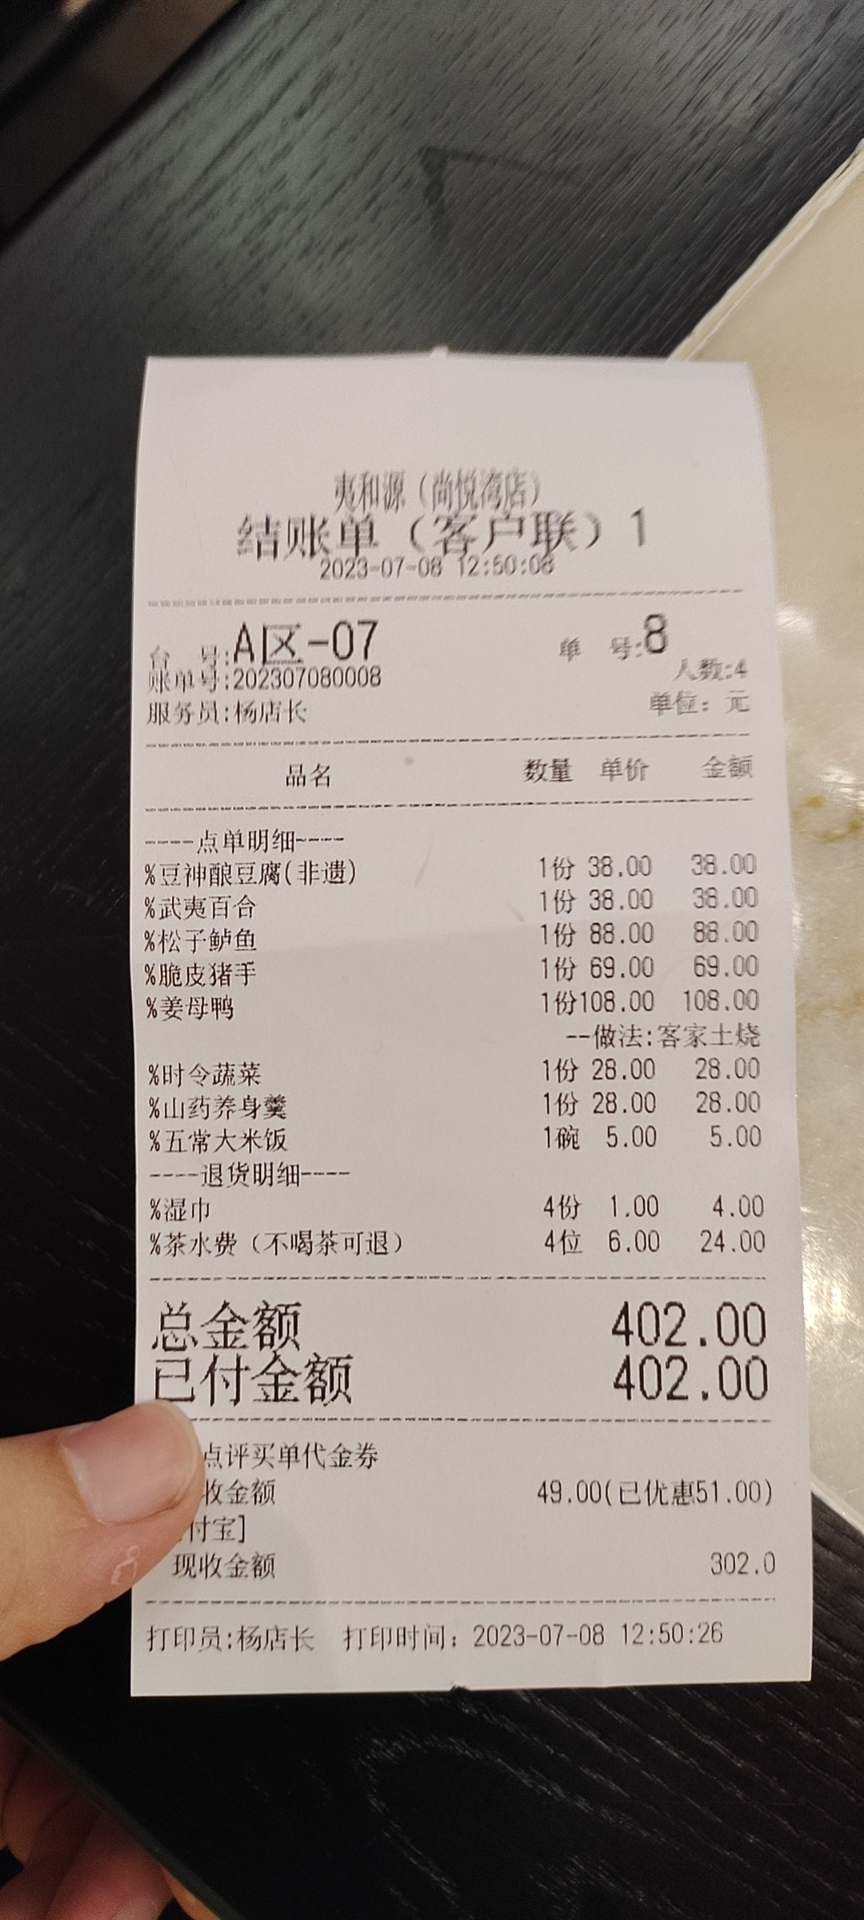 夷和源（尚悦湾店）
结账单（客户联）1
2023-07-08 12:50:08
台 号:A区-07 单 号:8
人数:4
账单号:202307080008
服务员:杨店长 单位：元
品名 数量 单价 金额
----点单明细----
%豆神酿豆腐(非遗) 1份 38.00 38.00
%武夷百合 1份 38.00 38.00
%松子鲈鱼 1份 88.00 88.00
%脆皮猪手 1份 69.00 69.00
%姜母鸭 1份108.00 108.00
--做法:客家土烧
%时令蔬菜 1份 28.00 28.00
%山药养身羹 1份 28.00 28.00
%五常大米饭 1碗 5.00 5.00
----退货明细----
%湿巾 4份 1.00 4.00
%茶水费（不喝茶可退） 4位 6.00 24.00
总金额 402.00
已付金额 402.00
点评买单代金券
收金额 49.00(已优惠51.00)
付宝]
现收金额 302.0
打印员:杨店长 打印时间：2023-07-08 12:50:26